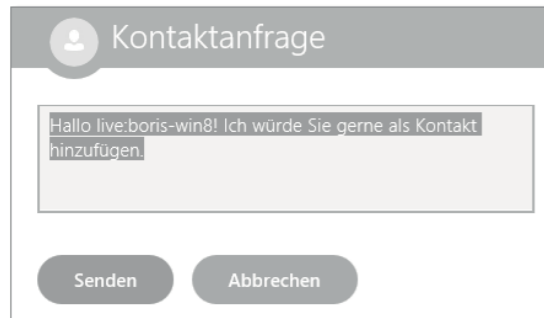 Kontaktanfrage
Hallo live:boris-win8! Ich würde Sie gerne als Kontakt
hinzufügen.
Senden
Abbrechen